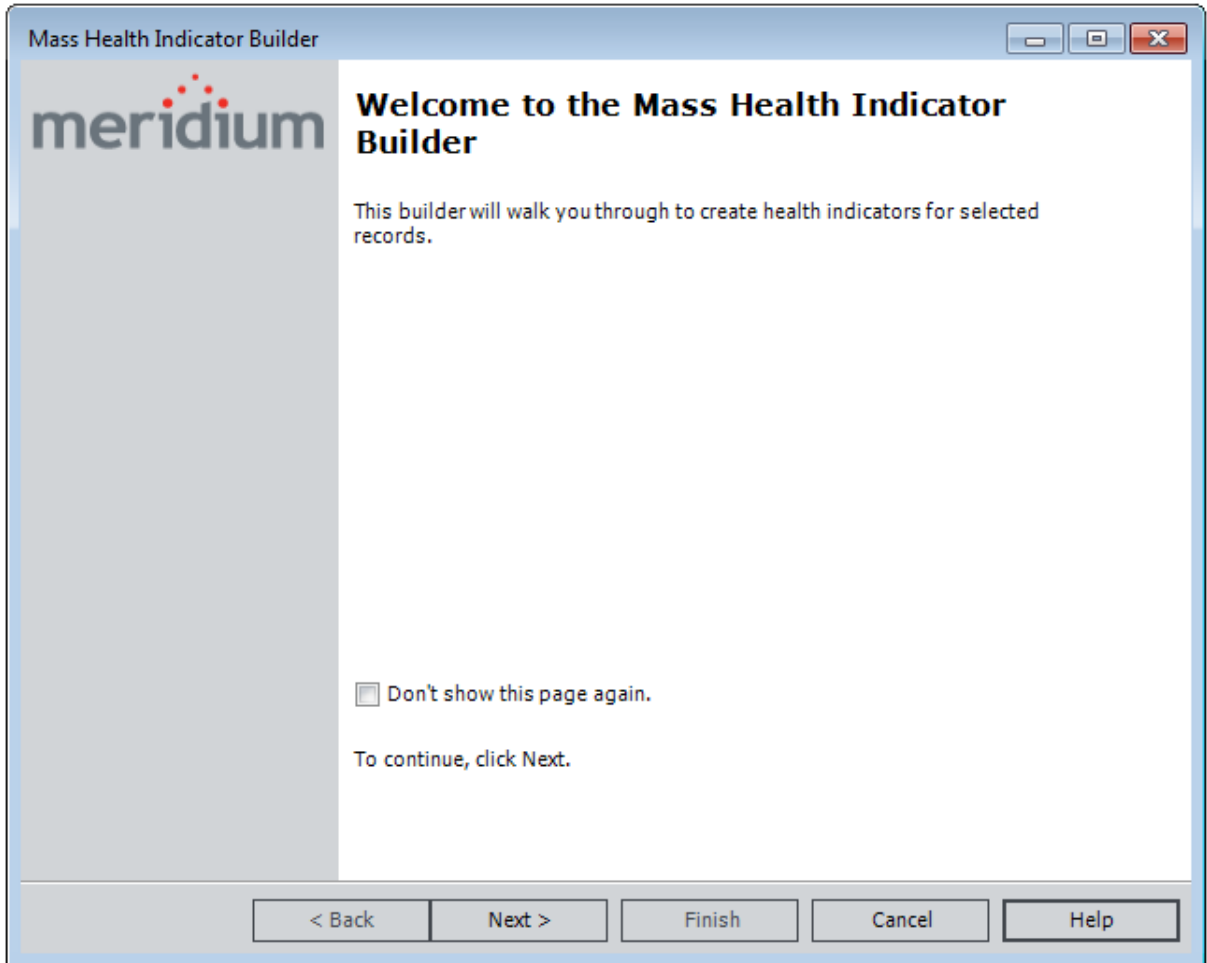 Mass Health Indicator Builder
meridium
Welcome to the Mass Health Indicator
Builder
This builder will walk you through to create health indicators for selected
records.
Don't show this page again.
To continue, click Next.
< Back
Next >
Finish
Cancel
Help